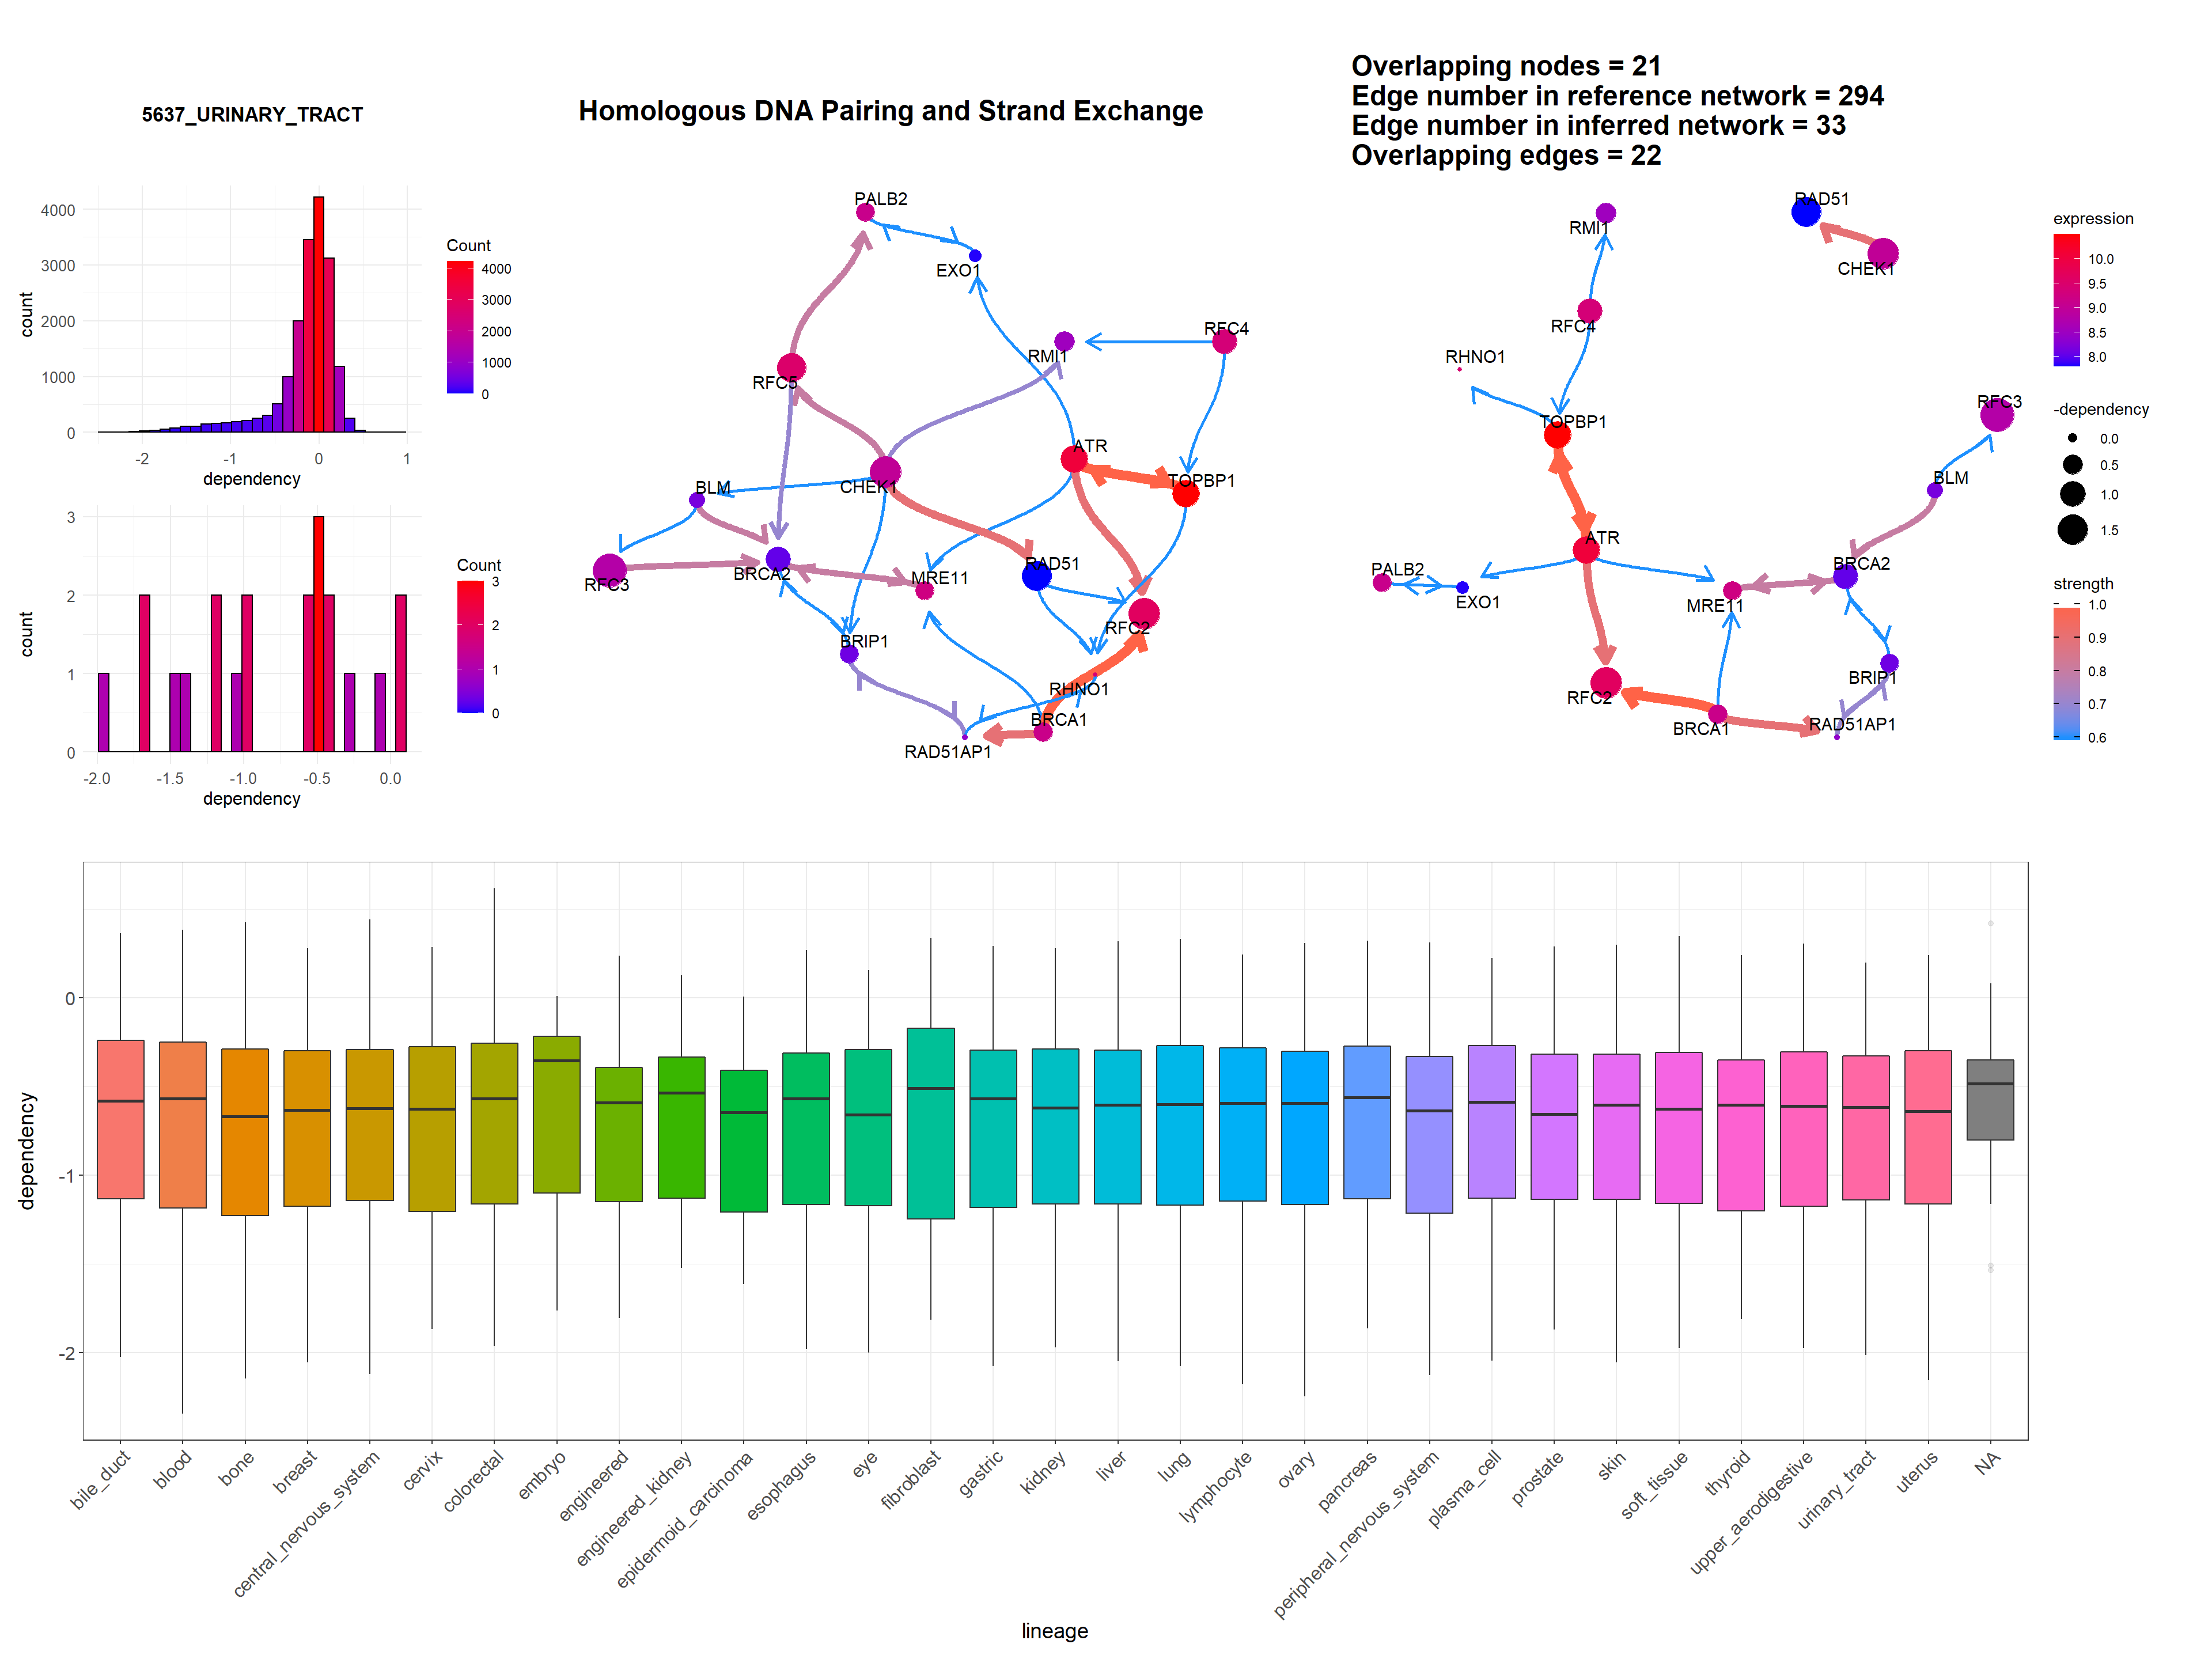 Overlapping nodes = 21
Edge number in reference network = 294
Edge number in inferred network = 33
Overlapping edges = 22
5637_URINARY_TRACT
Homologous DNA Pairing and Strand Exchange
4000
3000
2000
1000
0
count
-2
-1
0
1
dependency
Count
4000
3000
2000
1000
0
3
2
1
0
count
-2.0
-1.5
-1.0
-0.5
0.0
dependency
Count
3
2
1
0
PALB2
EXO1
RFC4
RMI1
RFC5
ATR
TOPBP1
CHEK1
BLM
RFC3
BRCA2
MRE11
RAD51
RFC2
BRIP1
RHNO1
BRCA1
RAD51AP1
RAD51
RMI1
CHEK1
RFC4
RHNO1
RFC3
TOPBP1
BLM
ATR
PALB2
EXO1
BRCA2
MRE11
BRIP1
RFC2
BRCA1
RAD51AP1
expression
10.0
9.5
9.0
8.5
8.0
-dependency
0.0
0.5
1.0
1.5
strength
1.0
0.9
0.8
0.7
0.6
0
-1
-2
dependency
bile_duct
blood
bone
breast
central_nervous_system
cervix
colorectal
embryo
engineered
engineered_kidney
epidermoid_carcinoma
esophagus
eye
fibroblast
gastric
kidney
liver
lung
lymphocyte
ovary
pancreas
peripheral_nervous_system
plasma_cell
prostate
skin
soft_tissue
thyroid
upper_aerodigestive
urinary_tract
uterus
NA
lineage